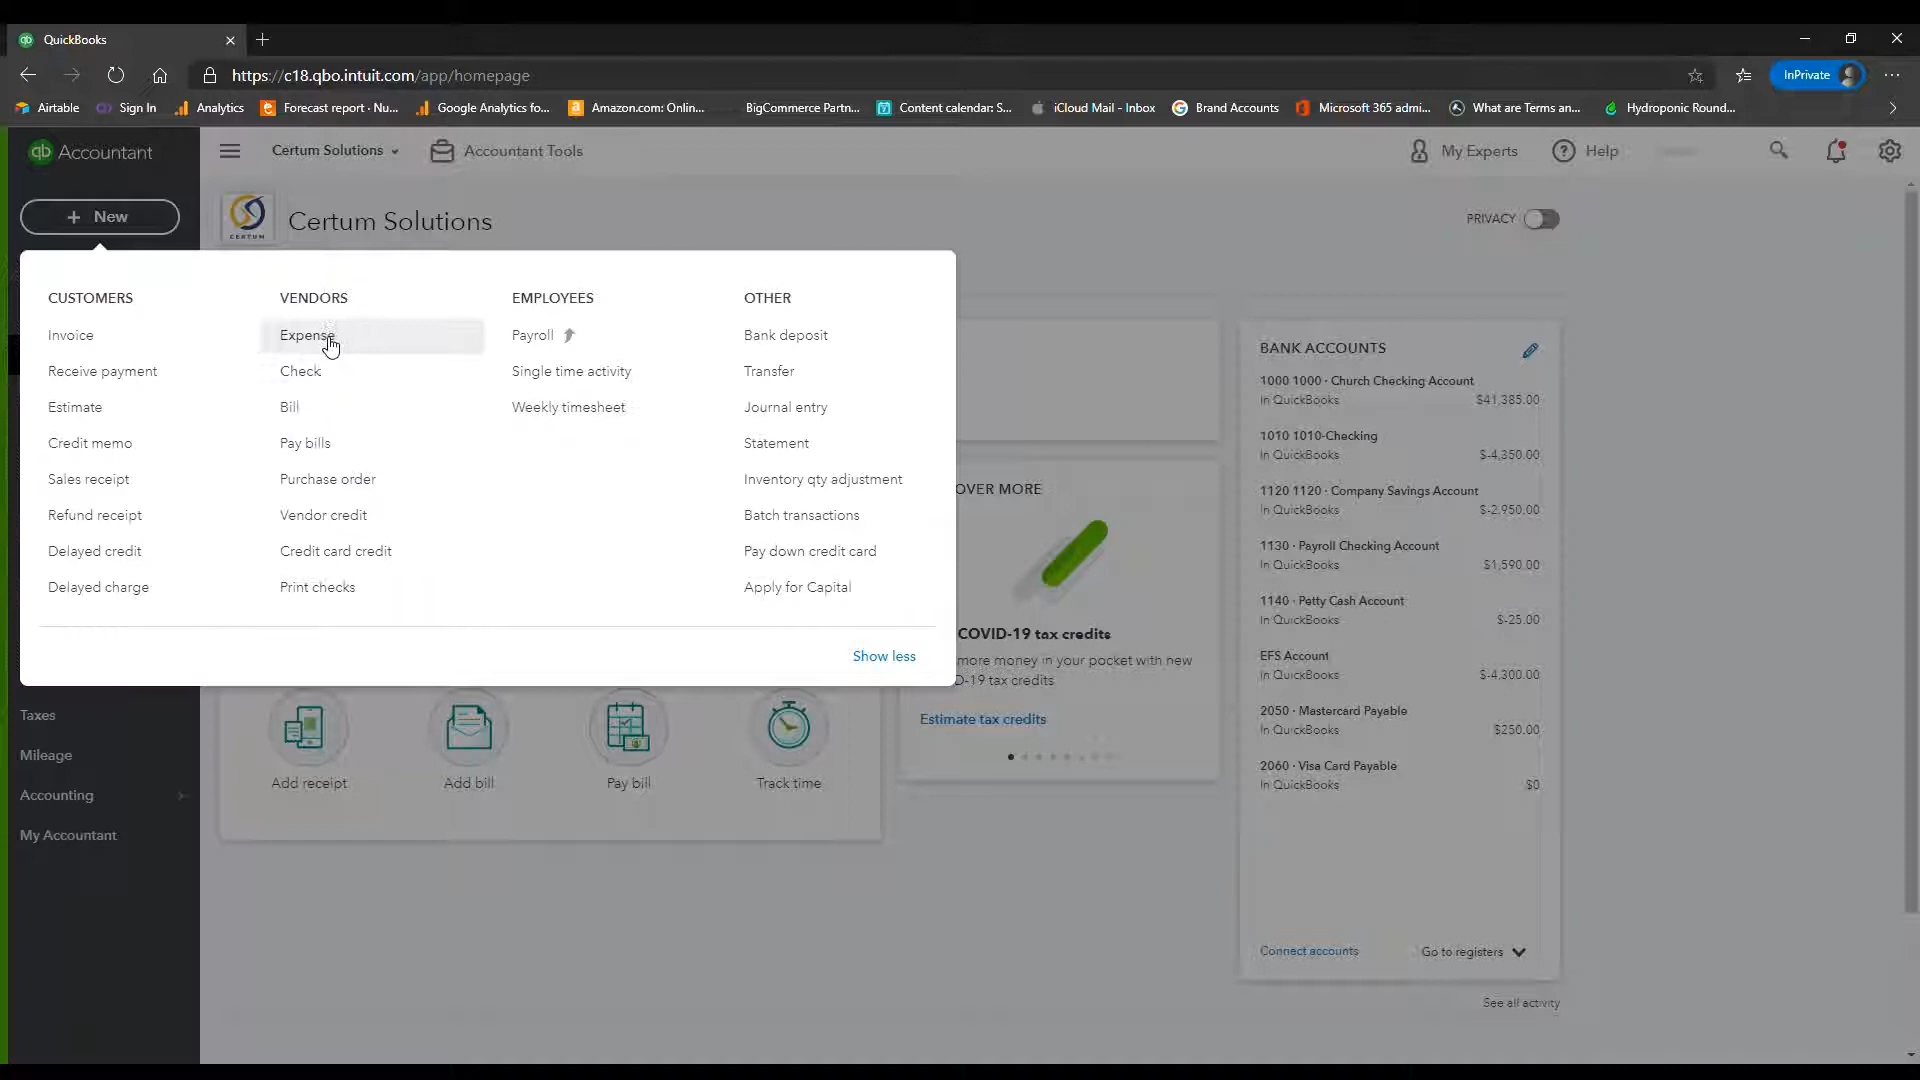 QuickBooks
https://c18.qbo.intuit.com/app/homepage
InPrivate
Airtable
Sign In
Analytics
Forecast report · Nu...
Google Analytics fo...
Amazon.com: Onlin...
BigCommerce Partn...
Content calendar: S...
iCloud Mail - Inbox
Brand Accounts
Microsoft 365 admi...
What are Terms an...
Hydroponic Round...
qb Accountant
Certum Solutions
Accountant Tools
My Experts
Help
+ New
CERTUM
Certum Solutions
PRIVACY
CUSTOMERS
Invoice
Receive payment
Estimate
Credit memo
Sales receipt
Refund receipt
Delayed credit
Delayed charge
VENDORS
Expense
Check
Bill
Pay bills
Purchase order
Vendor credit
Credit card credit
Print checks
EMPLOYEES
Payroll
Single time activity
Weekly timesheet
OTHER
Bank deposit
Transfer
Journal entry
Statement
Inventory qty adjustment
Batch transactions
Pay down credit card
Apply for Capital
Show less
Taxes
Mileage
Accounting
My Accountant
Add receipt
Add bill
Pay bill
Track time
OVER MORE
COVID-19 tax credits
more money in your pocket with new
D-19 tax credits
Estimate tax credits
BANK ACCOUNTS
1000 1000 · Church Checking Account
In QuickBooks $41,385.00
1010 1010-Checking
In QuickBooks $-4,350.00
1120 1120 · Company Savings Account
In QuickBooks $-2,950.00
1130 · Payroll Checking Account
In QuickBooks $1,590.00
1140 · Petty Cash Account
In QuickBooks $-25.00
EFS Account
In QuickBooks $-4,300.00
2050 · Mastercard Payable
In QuickBooks $250.00
2060 · Visa Card Payable
In QuickBooks $0
Connect accounts
Go to registers
See all activity